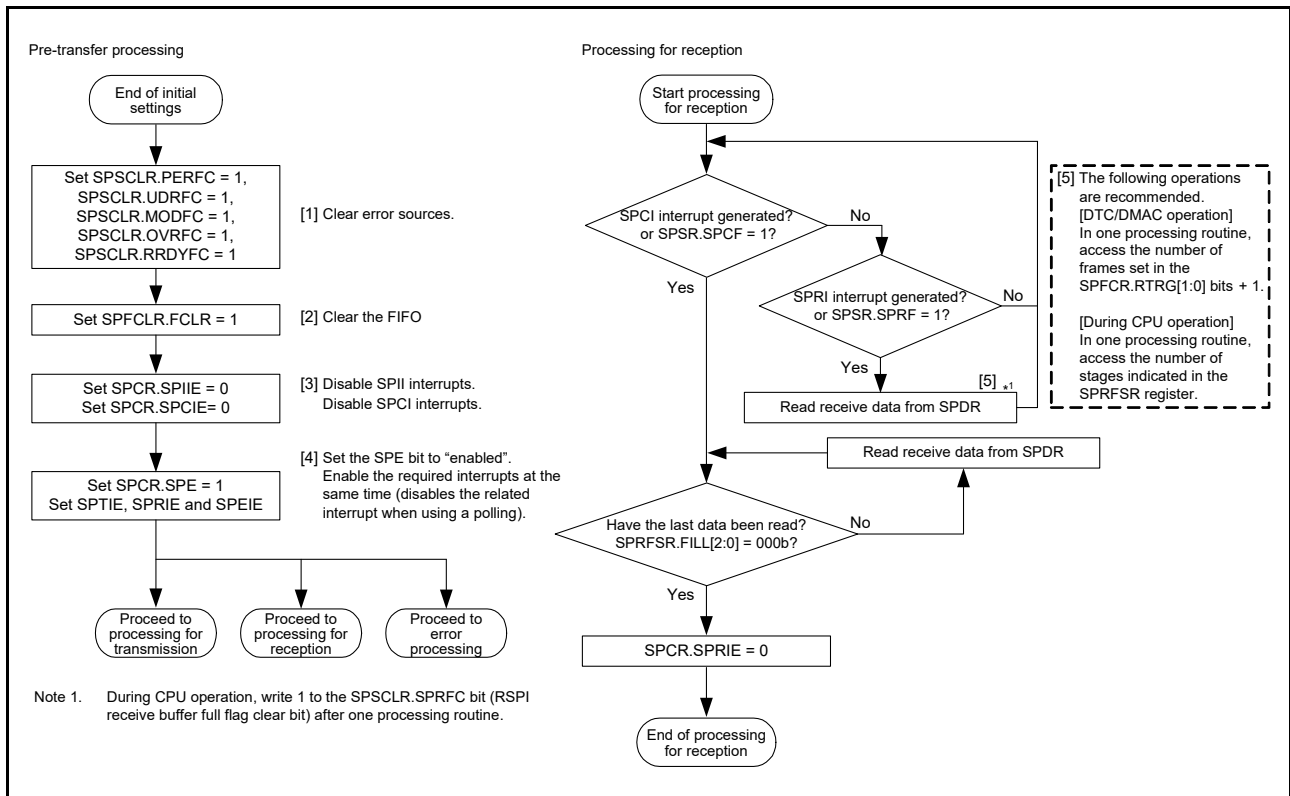 Pre-transfer processing
End of initial
settings
Set SPSCLR.PERFC = 1,
SPSCLR.UDRFC = 1,
SPSCLR.MODFC = 1,
SPSCLR.OVRFC = 1,
SPSCLR.RRDYFC = 1
[1] Clear error sources.
Set SPFCLR.FCLR = 1
[2] Clear the FIFO
Set SPCR.SPIIE = 0
Set SPCR.SPCIE= 0
[3] Disable SPII interrupts.
Disable SPCI interrupts.
Set SPCR.SPE = 1
Set SPTIE, SPRIE and SPEIE
[4] Set the SPE bit to “enabled”.
Enable the required interrupts at the
same time (disables the related
interrupt when using a polling).
Proceed to
processing for
transmission
Proceed to
processing for
reception
Proceed to
error
processing
Note 1. During CPU operation, write 1 to the SPSCLR.SPRFC bit (RSPI
receive buffer full flag clear bit) after one processing routine.
Processing for reception
Start processing
for reception
SPCI interrupt generated?
or SPSR.SPCF = 1?
No
Yes
SPRI interrupt generated?
or SPSR.SPRF = 1?
No
Yes
[5] *1
Read receive data from SPDR
Read receive data from SPDR
Have the last data been read?
SPRFSR.FILL[2:0] = 000b?
No
Yes
SPCR.SPRIE = 0
End of processing
for reception
[5] The following operations
are recommended.
[DTC/DMAC operation]
In one processing routine,
access the number of
frames set in the
SPFCR.RTRG[1:0] bits + 1.
[During CPU operation]
In one processing routine,
access the number of
stages indicated in the
SPRFSR register.